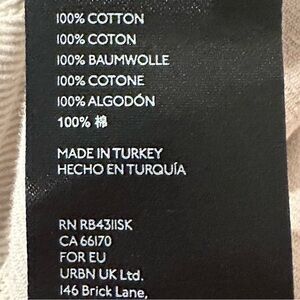 100% COTTON
100% COTON
100% BAUMWOLLE
100% COTONE
100% ALGODÓN
100% 棉
MADE IN TURKEY
HECHO EN TURQUÍA
RN RB4311SK
CA 66170
FOR EU
URBN UK Ltd.
146 Brick Lane,